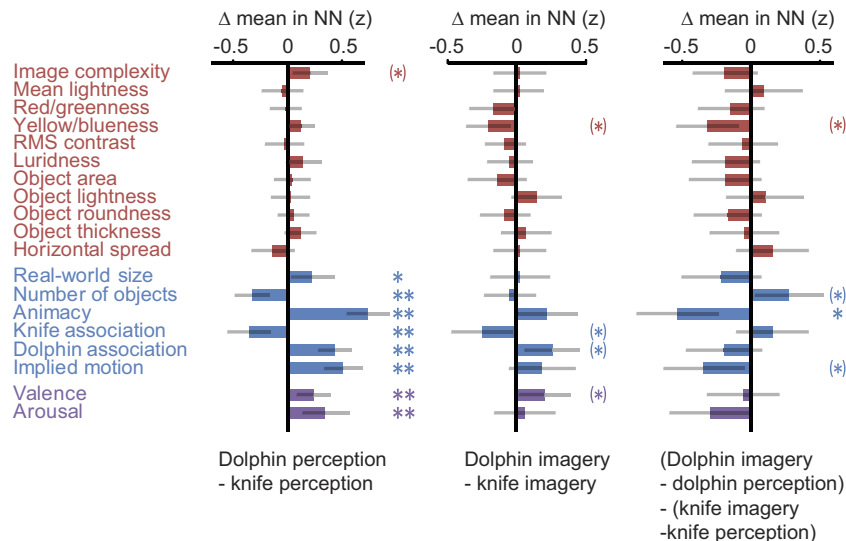 Δ mean in NN (z) Δ mean in NN (z) Δ mean in NN (z)
-0.5 0 0.5 -0.5 0 0.5 -0.5 0 0.5
Image complexity (*)
Mean lightness
Red/greenness
Yellow/blueness (*) (*)
RMS contrast
Luridness
Object area
Object lightness
Object roundness
Object thickness
Horizontal spread
Real-world size *
Number of objects ** (*)
Animacy ** *
Knife association ** (*)
Dolphin association ** (*)
Implied motion ** (*)
Valence ** (*)
Arousal **
Dolphin perception
- knife perception
Dolphin imagery
- knife imagery
(Dolphin imagery
- dolphin perception)
- (knife imagery
-knife perception)